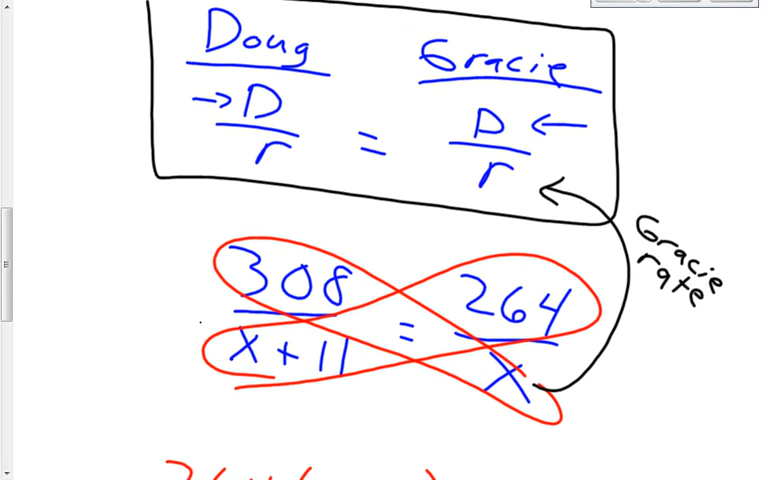 Doug Gracie
→D/r = D/r ←
Gracie
rate
308/x+11 = 264/x